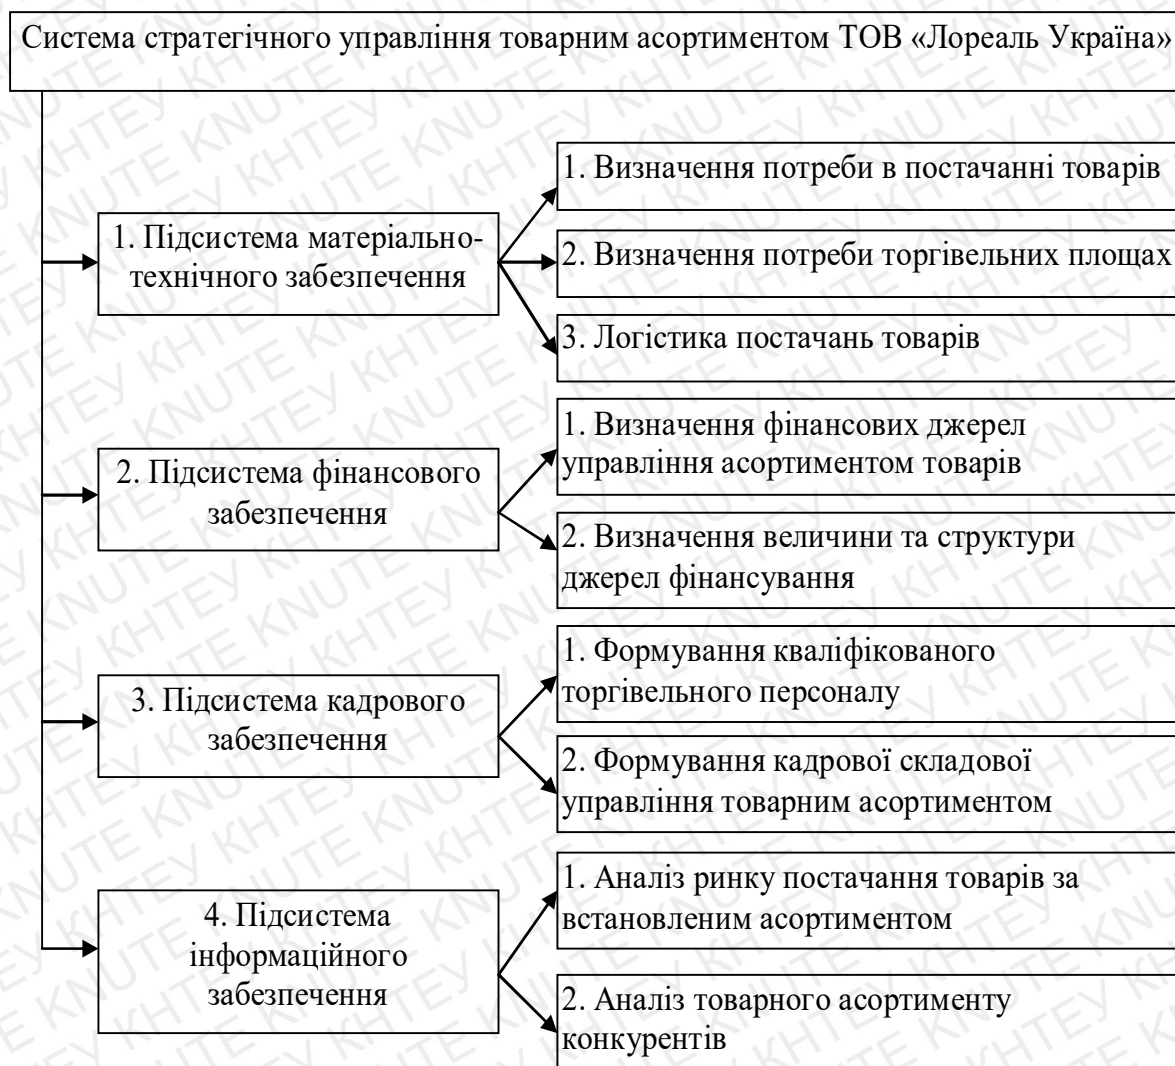 Система стратегічного управління товарним асортиментом ТОВ «Лореаль Україна»
1. Підсистема матеріально-
технічного забезпечення
1. Визначення потреби в постачанні товарів
2. Визначення потреби торгівельних площах
3. Логістика постачань товарів
2. Підсистема фінансового
забезпечення
1. Визначення фінансових джерел
управління асортиментом товарів
2. Визначення величини та структури
джерел фінансування
3. Підсистема кадрового
забезпечення
1. Формування кваліфікованого
торгівельного персоналу
2. Формування кадрової складової
управління товарним асортиментом
4. Підсистема
інформаційного
забезпечення
1. Аналіз ринку постачання товарів за
встановленим асортиментом
2. Аналіз товарного асортименту
конкурентів
KNUTE КНТЕУ